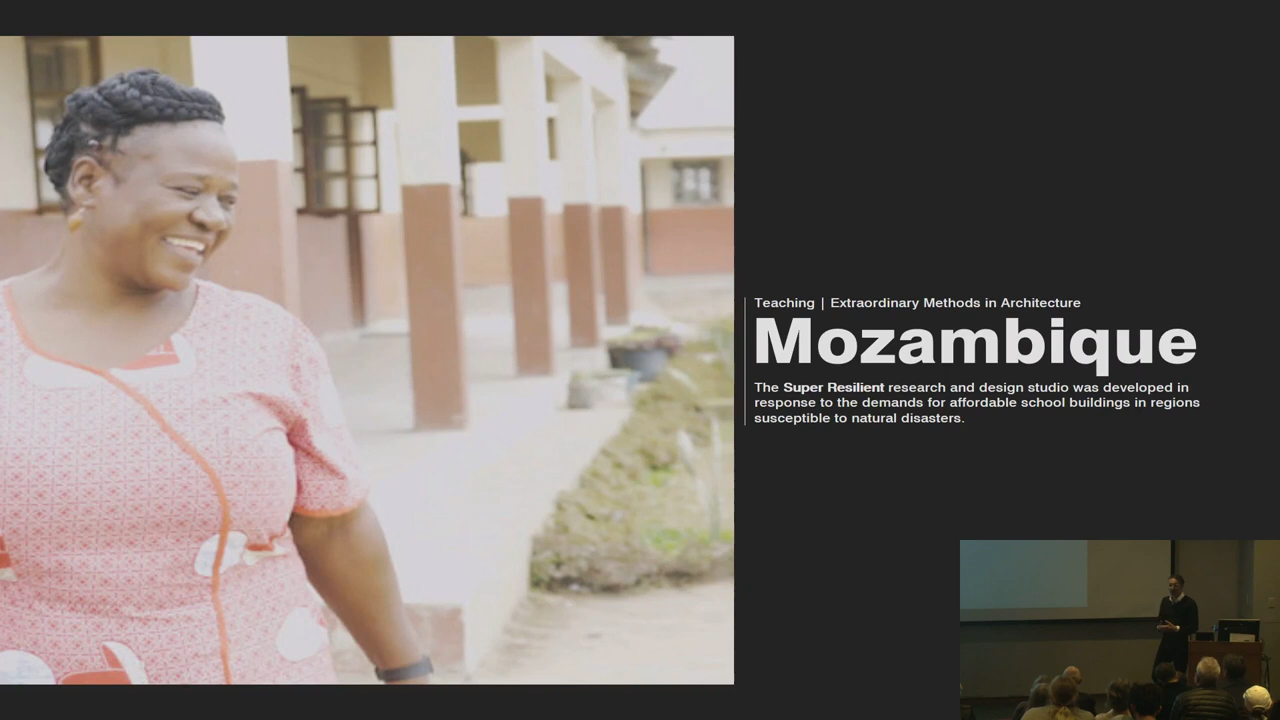 Teaching | Extraordinary Methods in Architecture
Mozambique
The Super Resilient research and design studio was developed in
response to the demands for affordable school buildings in regions
susceptible to natural disasters.